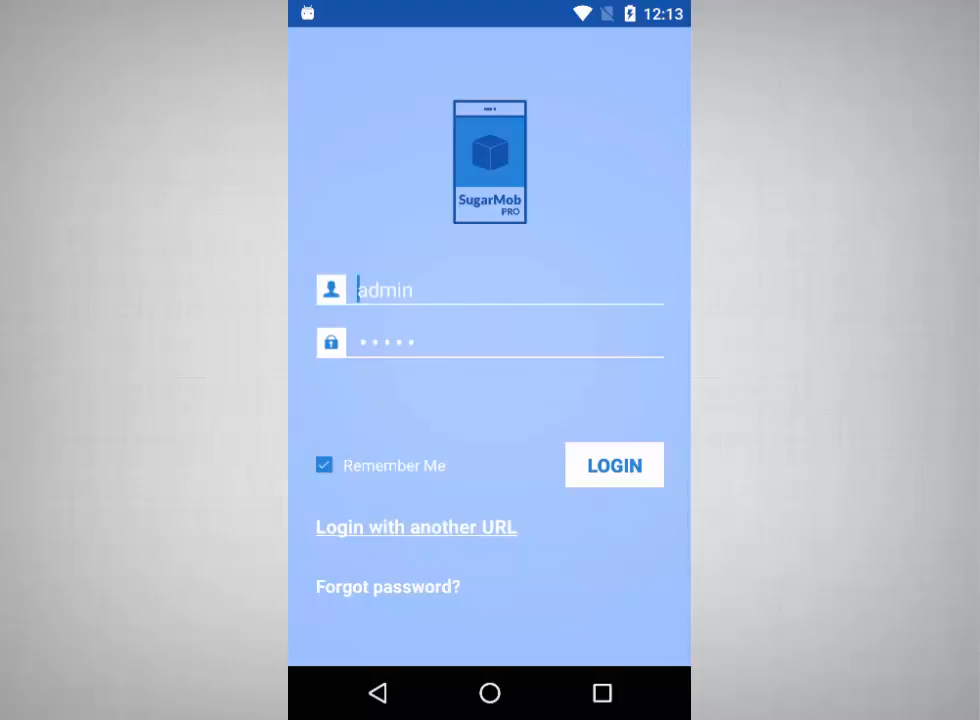 12:13
SugarMob
PRO
admin
•••••
Remember Me
LOGIN
Login with another URL
Forgot password?